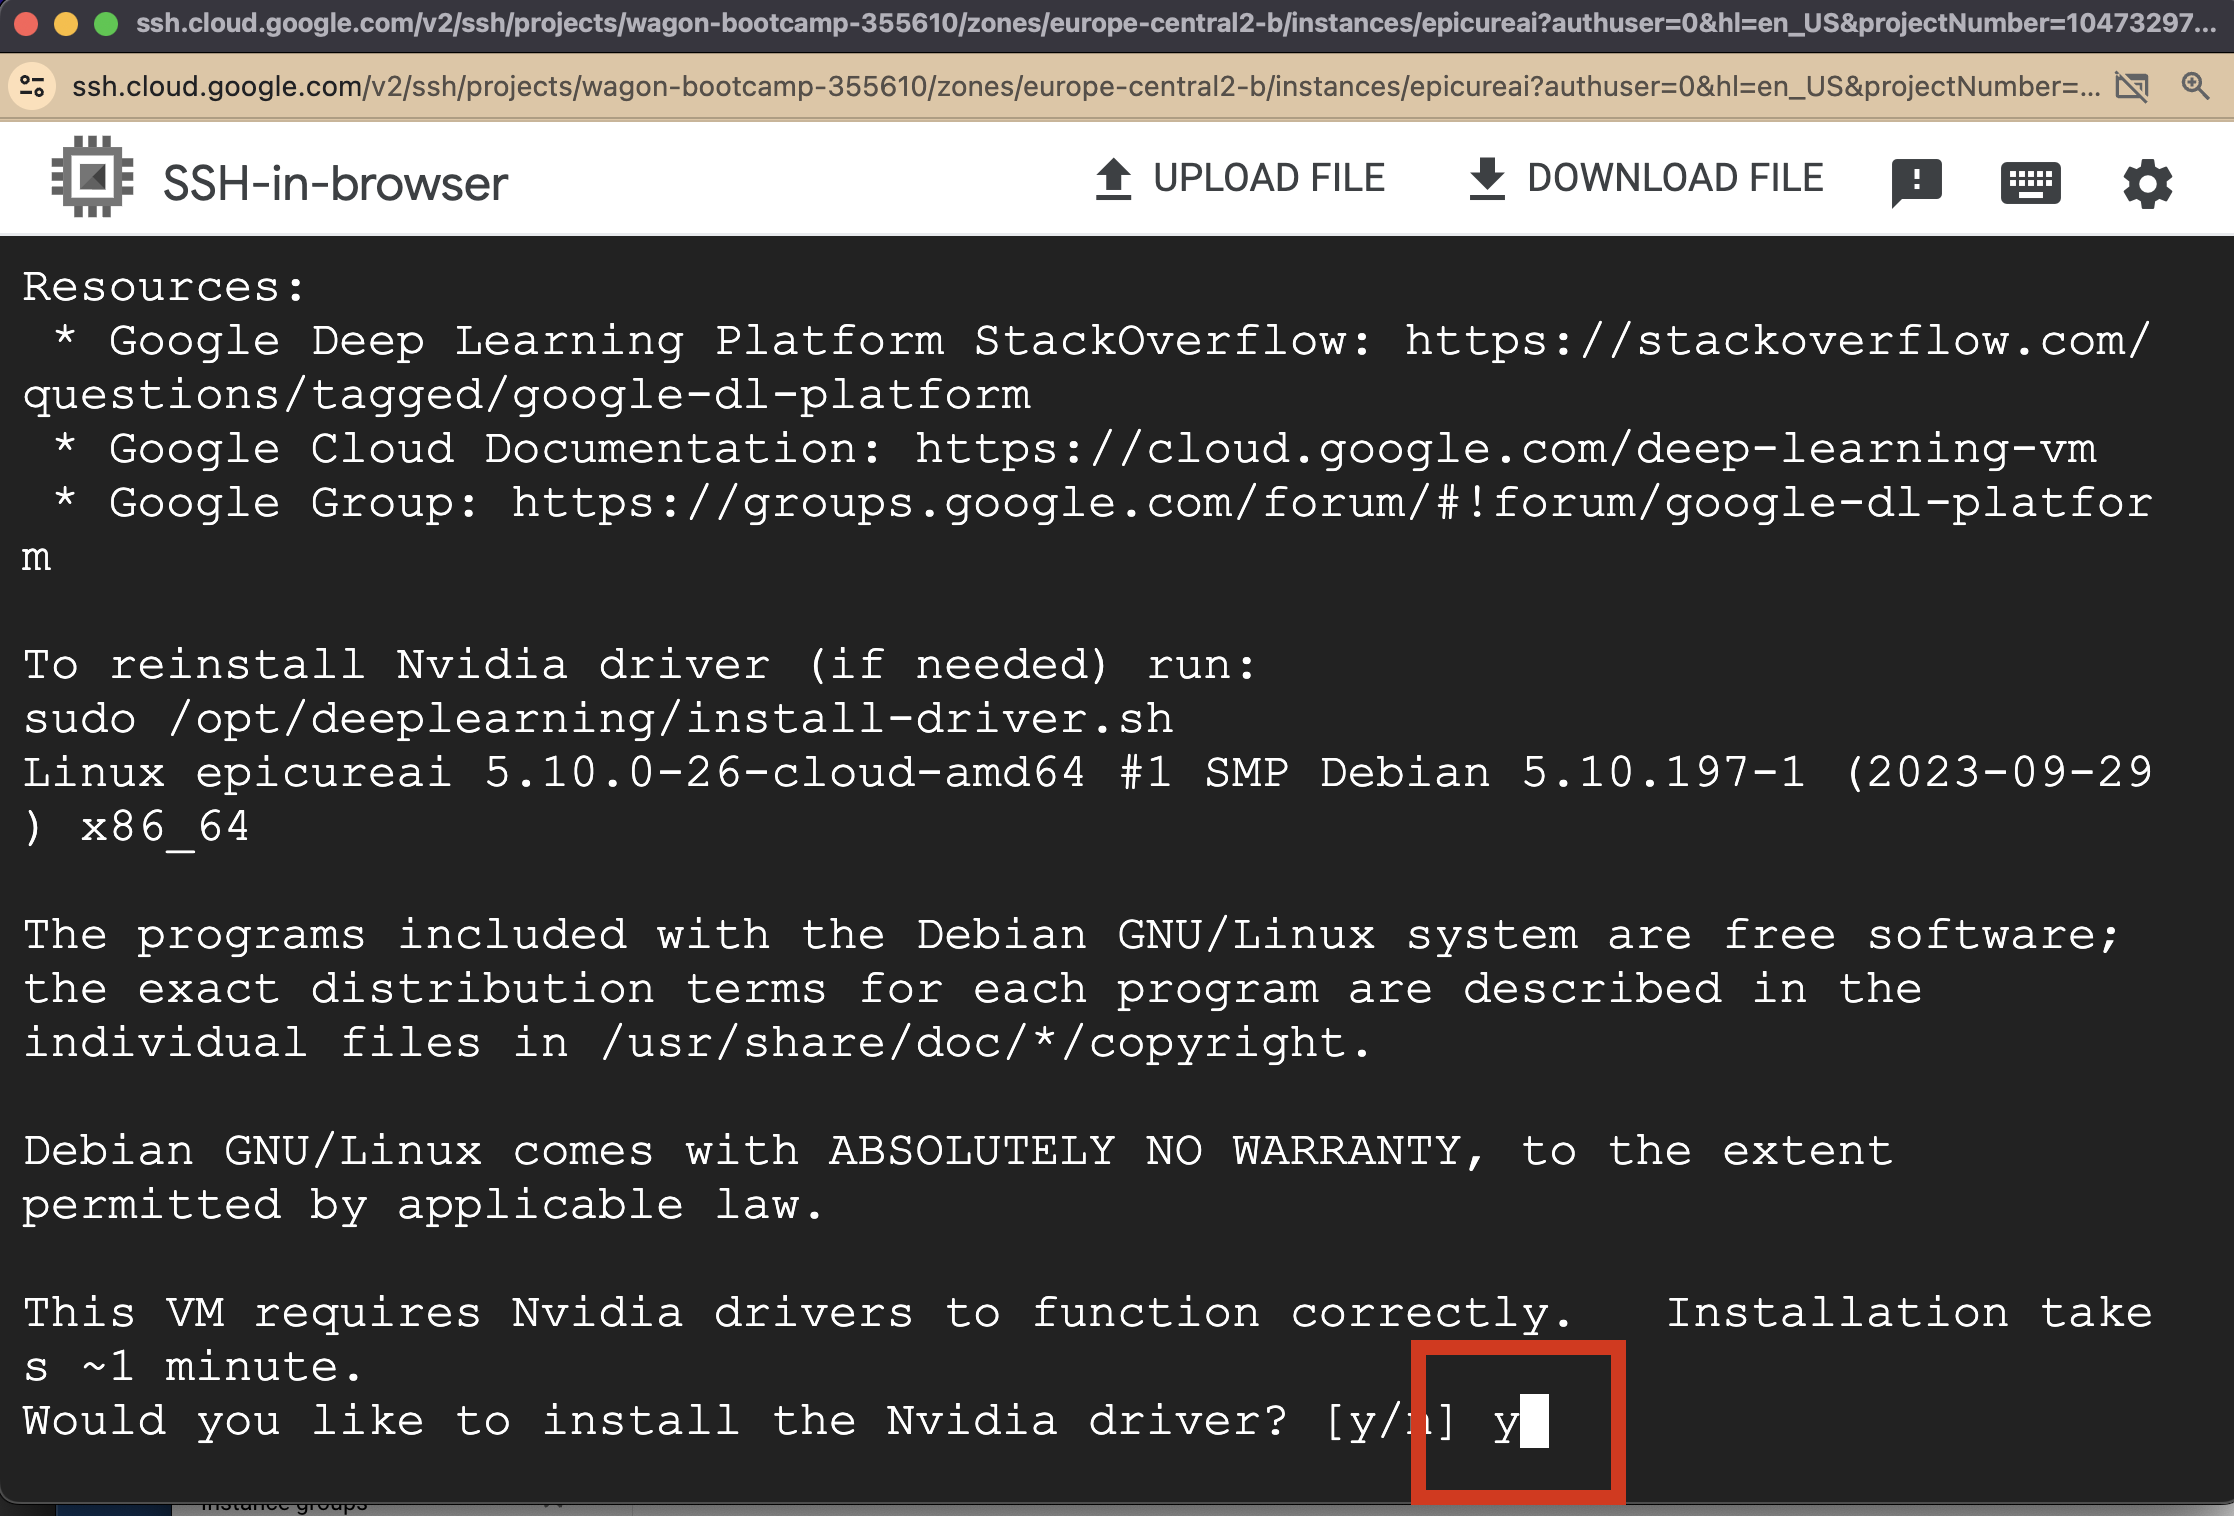 ssh.cloud.google.com/v2/ssh/projects/wagon-bootcamp-355610/zones/europe-central2-b/instances/epicureai?authuser=0&hl=en_US&projectNumber=10473297...
ssh.cloud.google.com/v2/ssh/projects/wagon-bootcamp-355610/zones/europe-central2-b/instances/epicureai?authuser=0&hl=en_US&projectNumber=...
SSH-in-browser UPLOAD FILE DOWNLOAD FILE
Resources:
 * Google Deep Learning Platform StackOverflow: https://stackoverflow.com/
questions/tagged/google-dl-platform
 * Google Cloud Documentation: https://cloud.google.com/deep-learning-vm
 * Google Group: https://groups.google.com/forum/#!forum/google-dl-platfor
m
To reinstall Nvidia driver (if needed) run:
sudo /opt/deeplearning/install-driver.sh
Linux epicureai 5.10.0-26-cloud-amd64 #1 SMP Debian 5.10.197-1 (2023-09-29
) x86_64
The programs included with the Debian GNU/Linux system are free software;
the exact distribution terms for each program are described in the
individual files in /usr/share/doc/*/copyright.
Debian GNU/Linux comes with ABSOLUTELY NO WARRANTY, to the extent
permitted by applicable law.
This VM requires Nvidia drivers to function correctly.   Installation take
s ~1 minute.
Would you like to install the Nvidia driver? [y/n] y
Instance groups